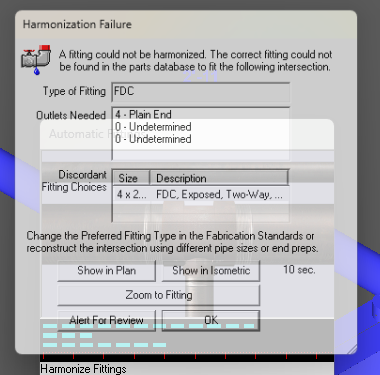 Harmonization Failure
A fitting could not be harmonized. The correct fitting could not
be found in the parts database to fit the following intersection.
Type of Fitting FDC
Outlets Needed 4 - Plain End
0 - Undetermined
0 - Undetermined
Automatic
Discordant
Fitting Choices
Size Description
4 x 2... FDC, Exposed, Two-Way, ...
Change the Preferred Fitting Type in the Fabrication Standards or
reconstruct the intersection using different pipe sizes or end preps.
Show in Plan Show in Isometric 10 sec.
Zoom to Fitting
Alert For Review OK
Harmonize Fittings